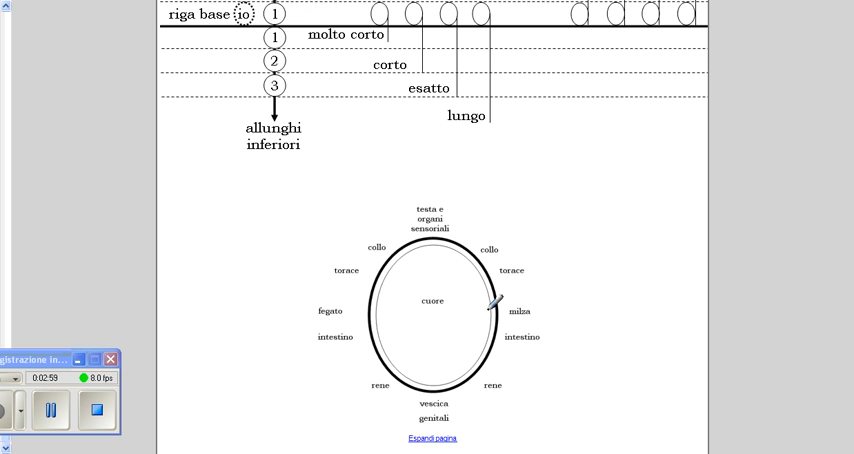 riga base io 1
1
molto corto
2
corto
3
esatto
lungo
allunghi
inferiori
testa e
organi
sensoriali
collo collo
torace torace
cuore
fegato milza
intestino intestino
rene rene
vescica
genitali
Espandi pagina
gistrazione in...
0:02:59 8.0 fps